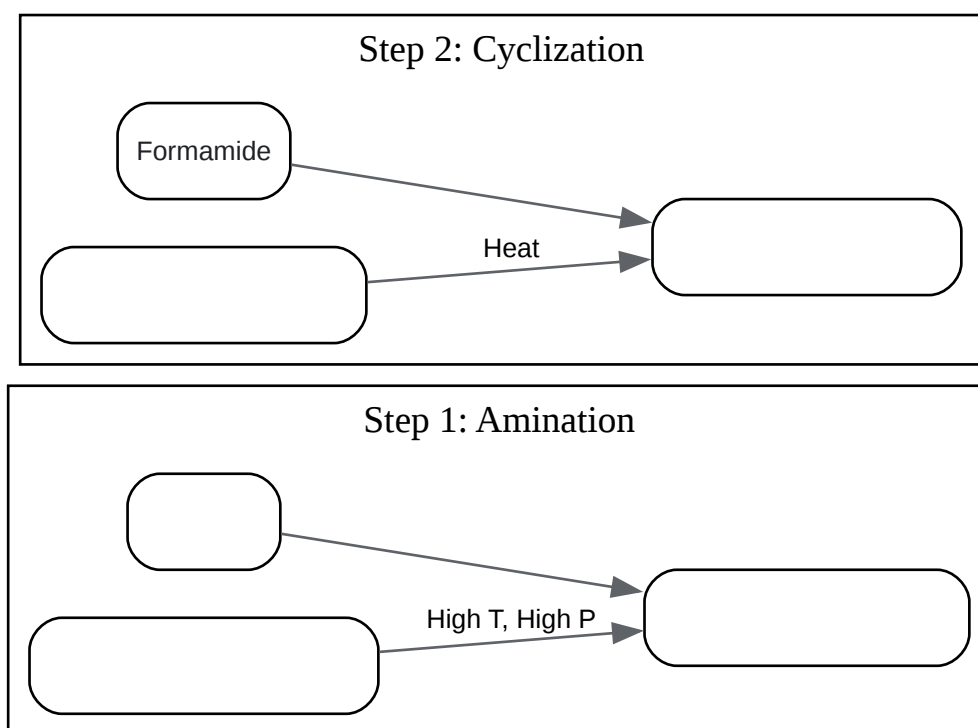 Step 2: Cyclization
Formamide
Heat
Step 1: Amination
High T, High P